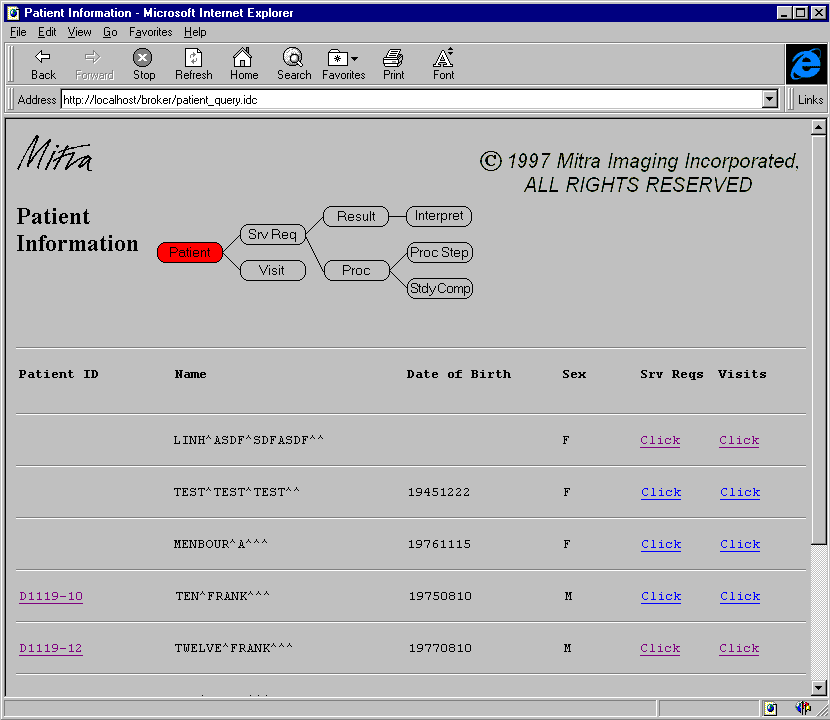 Patient Information - Microsoft Internet Explorer
File Edit View Go Favorites Help
Back Forward Stop Refresh Home Search Favorites Print Font
Address http://localhost/broker/patient_query.idc Links
Mitra
© 1997 Mitra Imaging Incorporated,
ALL RIGHTS RESERVED
Patient
Information
Patient
Srv Req
Visit
Result
Proc
Interpret
Proc Step
StdyComp
Patient ID Name Date of Birth Sex Srv Reqs Visits
LINH^ASDF^SDFASDF^^ F Click Click
TEST^TEST^TEST^^ 19451222 F Click Click
MENBOUR^A^^^ 19761115 F Click Click
D1119-10 TEN^FRANK^^^ 19750810 M Click Click
D1119-12 TWELVE^FRANK^^^ 19770810 M Click Click